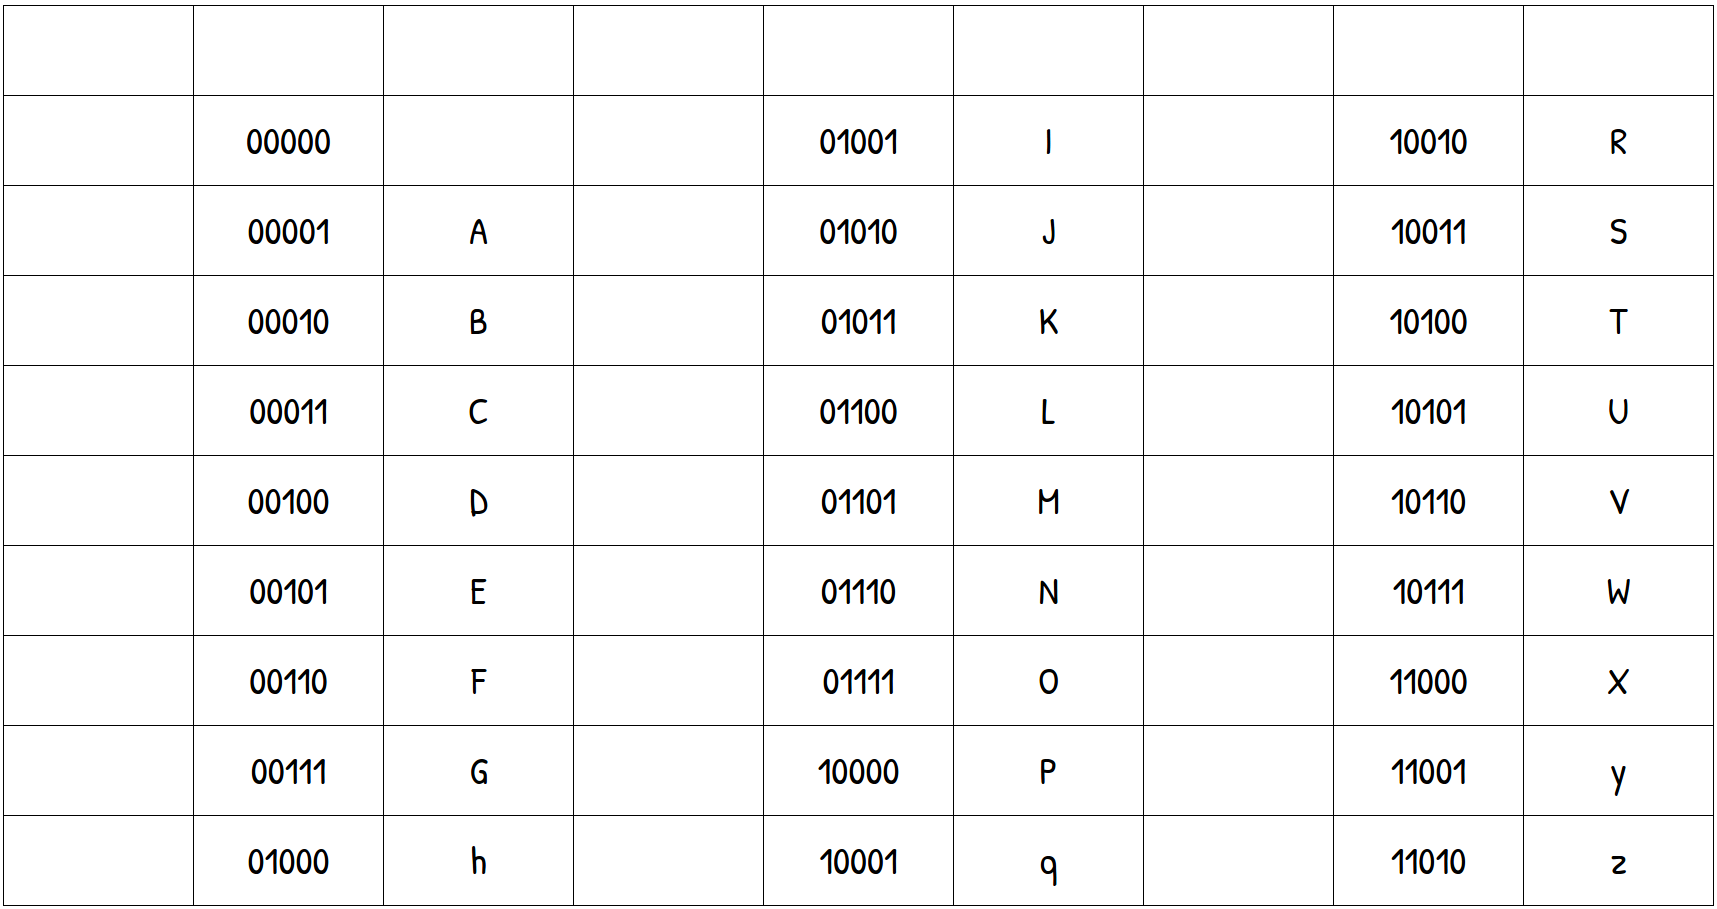 00000 01001 I 10010 R
00001 A 01010 J 10011 S
00010 B 01011 K 10100 T
00011 C 01100 L 10101 U
00100 D 01101 M 10110 V
00101 E 01110 N 10111 W
00110 F 01111 O 11000 X
00111 G 10000 P 11001 y
01000 h 10001 q 11010 z